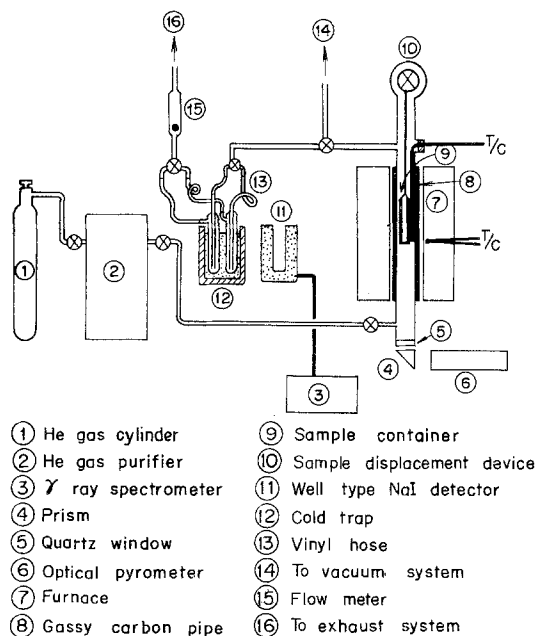 16
14
10
15
T/C
9
8
13
7
11
T/C
1
2
12
5
4
3
6
1 He gas cylinder
2 He gas purifier
3 γ ray spectrometer
4 Prism
5 Quartz window
6 Optical pyrometer
7 Furnace
8 Gassy carbon pipe
9 Sample container
10 Sample displacement device
11 Well type NaI detector
12 Cold trap
13 Vinyl hose
14 To vacuum system
15 Flow meter
16 To exhaust system